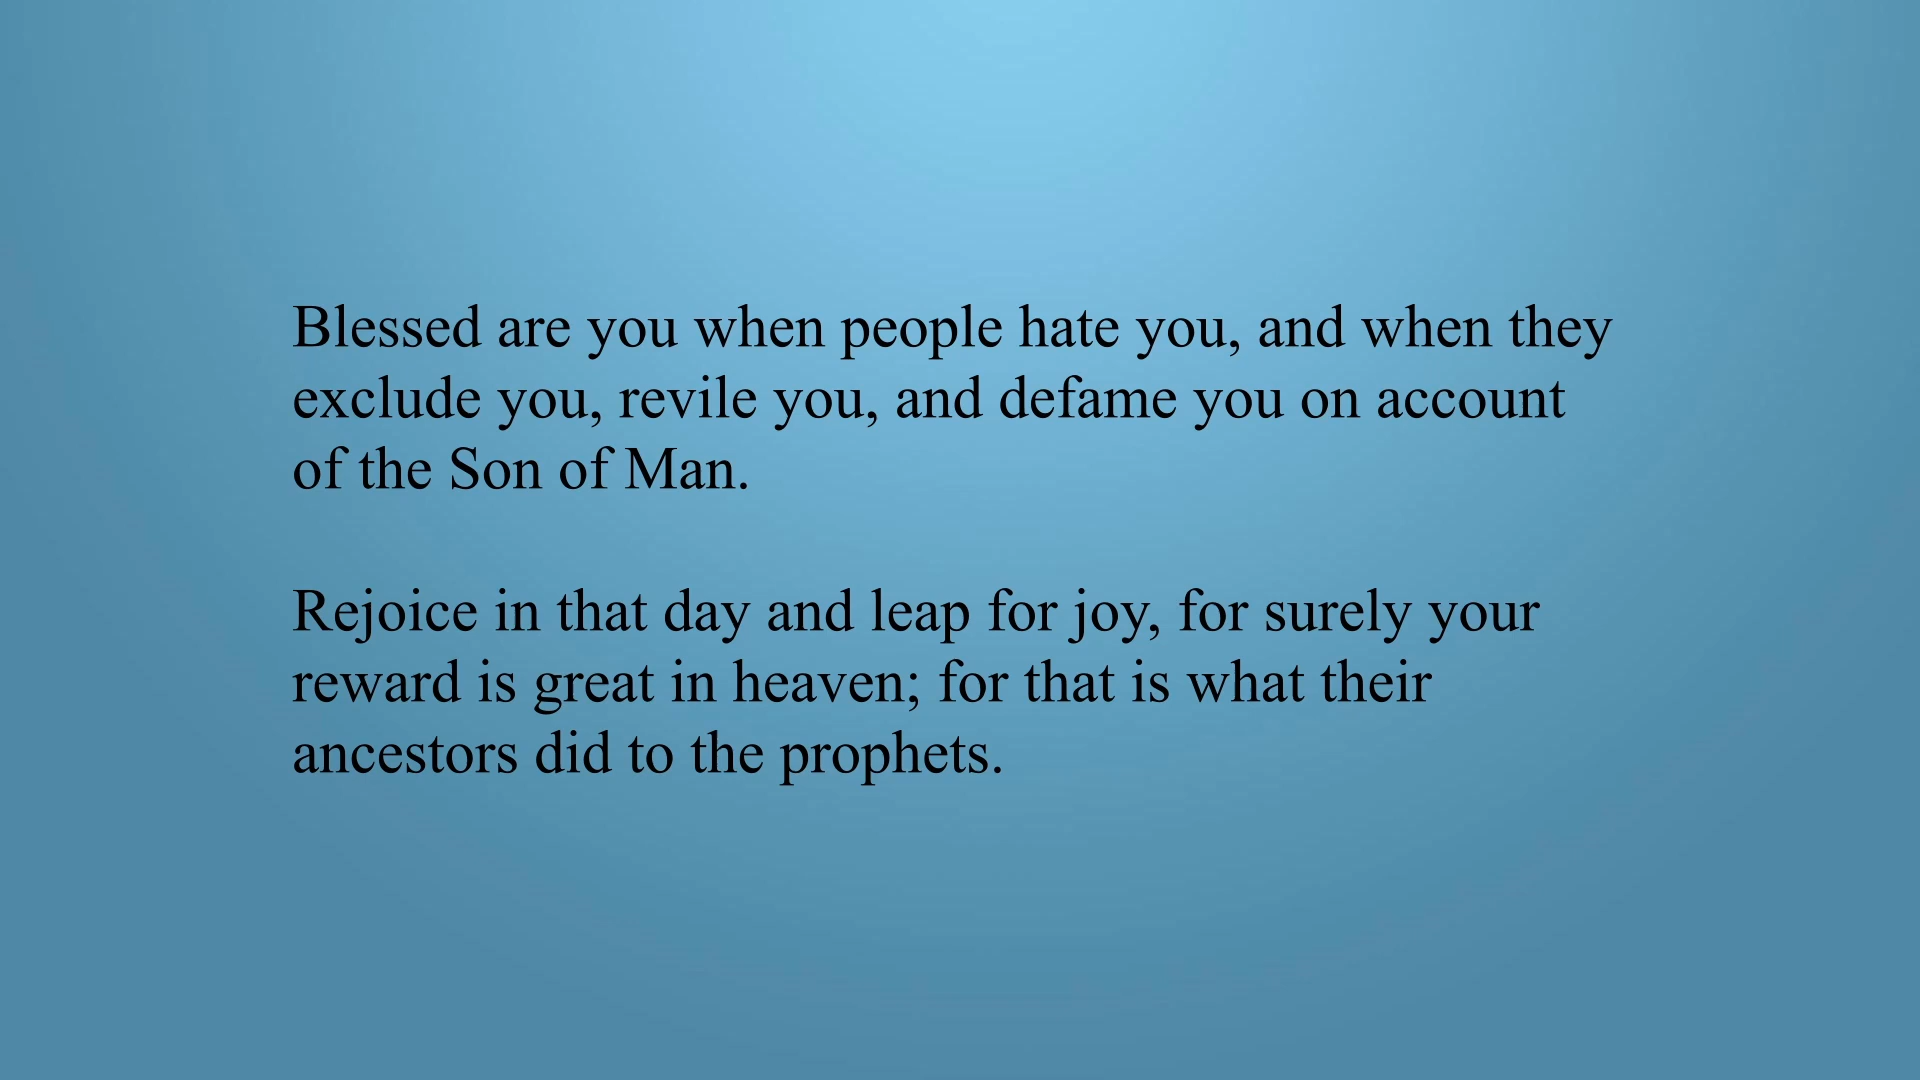 Blessed are you when people hate you, and when they
exclude you, revile you, and defame you on account
of the Son of Man.
Rejoice in that day and leap for joy, for surely your
reward is great in heaven; for that is what their
ancestors did to the prophets.